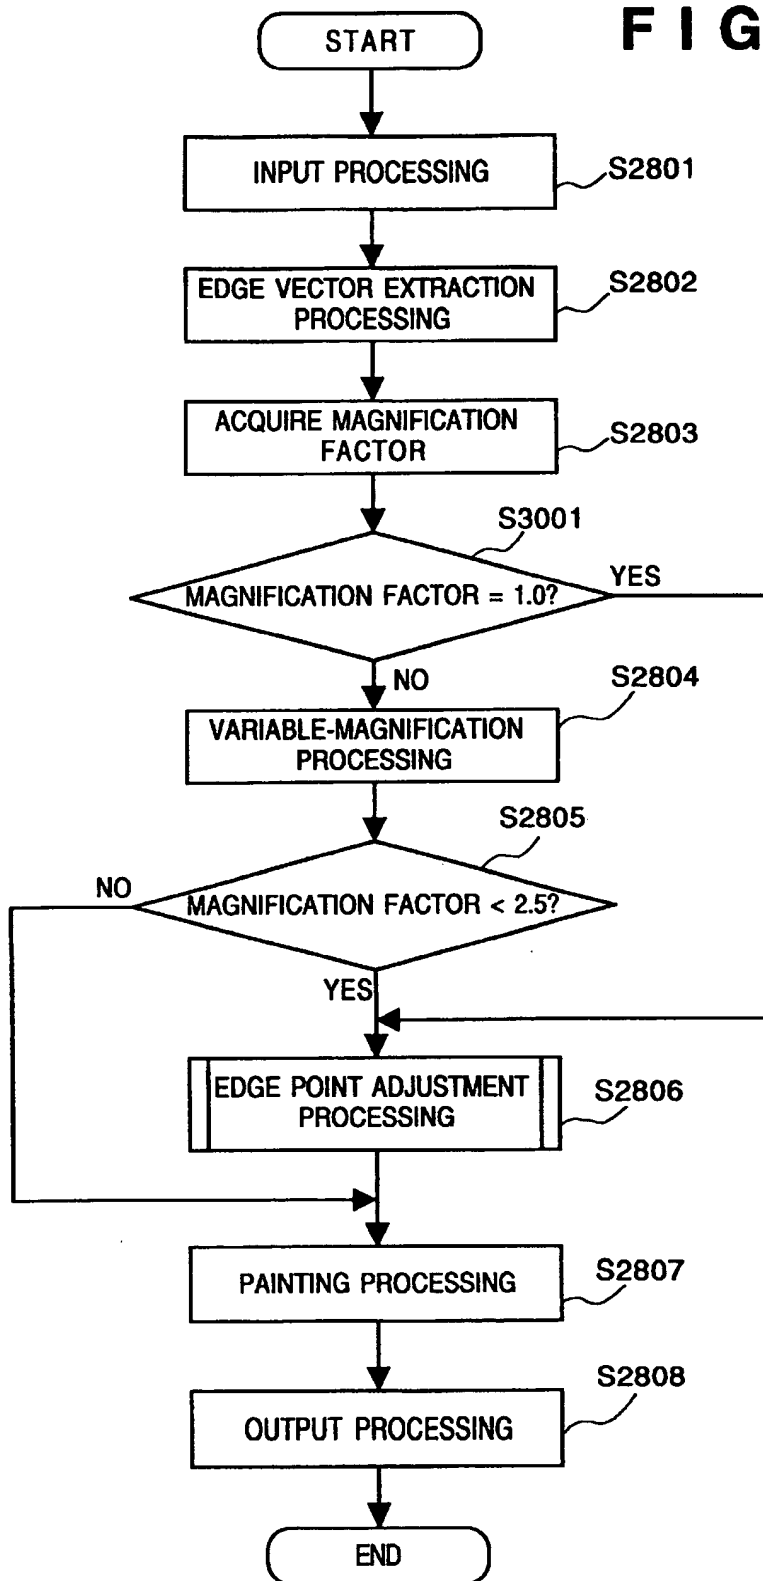 FIG
START
INPUT PROCESSING
S2801
EDGE VECTOR EXTRACTION
PROCESSING
S2802
ACQUIRE MAGNIFICATION
FACTOR
S2803
S3001
MAGNIFICATION FACTOR = 1.0?
YES
NO
S2804
VARIABLE-MAGNIFICATION
PROCESSING
S2805
NO
MAGNIFICATION FACTOR < 2.5?
YES
EDGE POINT ADJUSTMENT
PROCESSING
S2806
PAINTING PROCESSING
S2807
S2808
OUTPUT PROCESSING
END